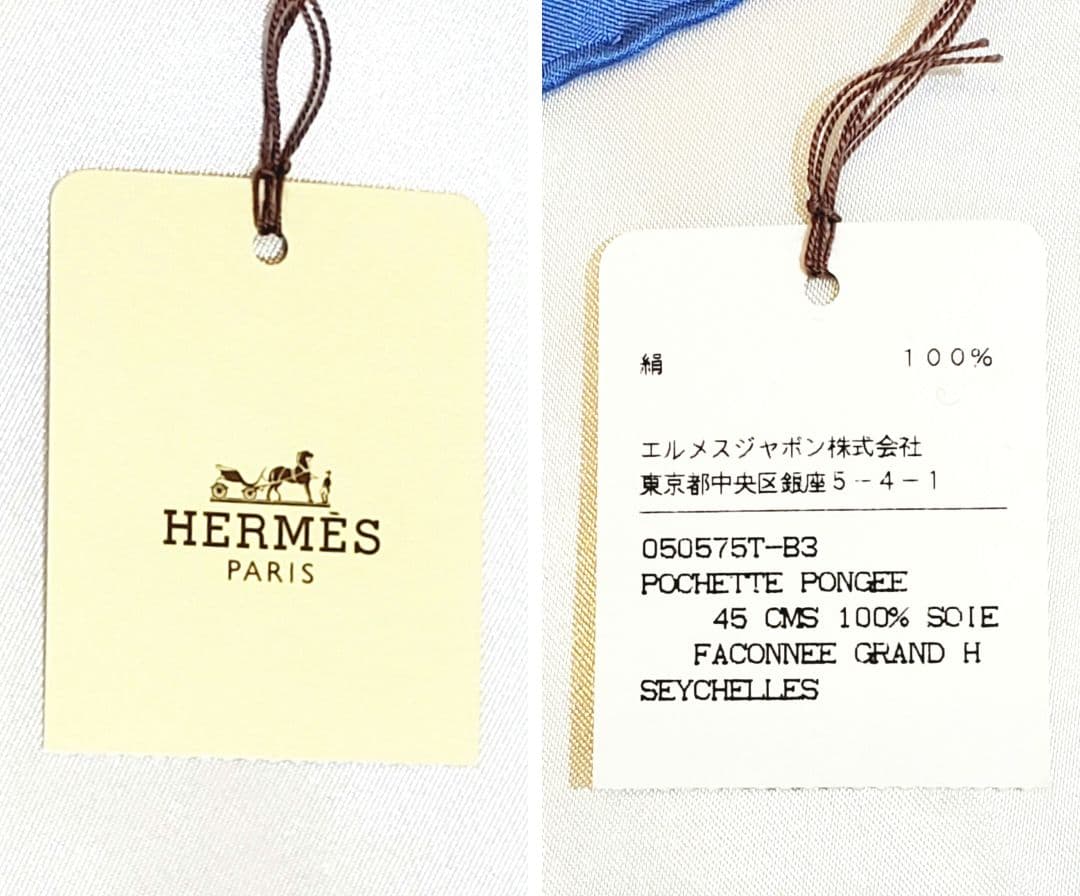 HERMÈS
PARIS
絹 100%
エルメスジャポン株式会社
東京都中央区銀座5-4-1
050575T-B3
POCHETTE PONGEE
45 CMS 100% SOIE
FACONNEE GRAND H
SEYCHELLES